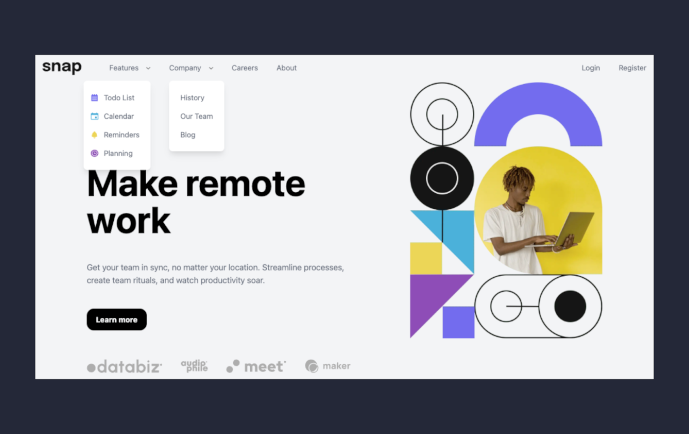 snap
Features
Company
Careers
About
Login
Register
Todo List
Calendar
Reminders
Planning
History
Our Team
Blog
Make remote
work
Get your team in sync, no matter your location. Streamline processes,
create team rituals, and watch productivity soar.
Learn more
databiz
audio
phile
meet
maker